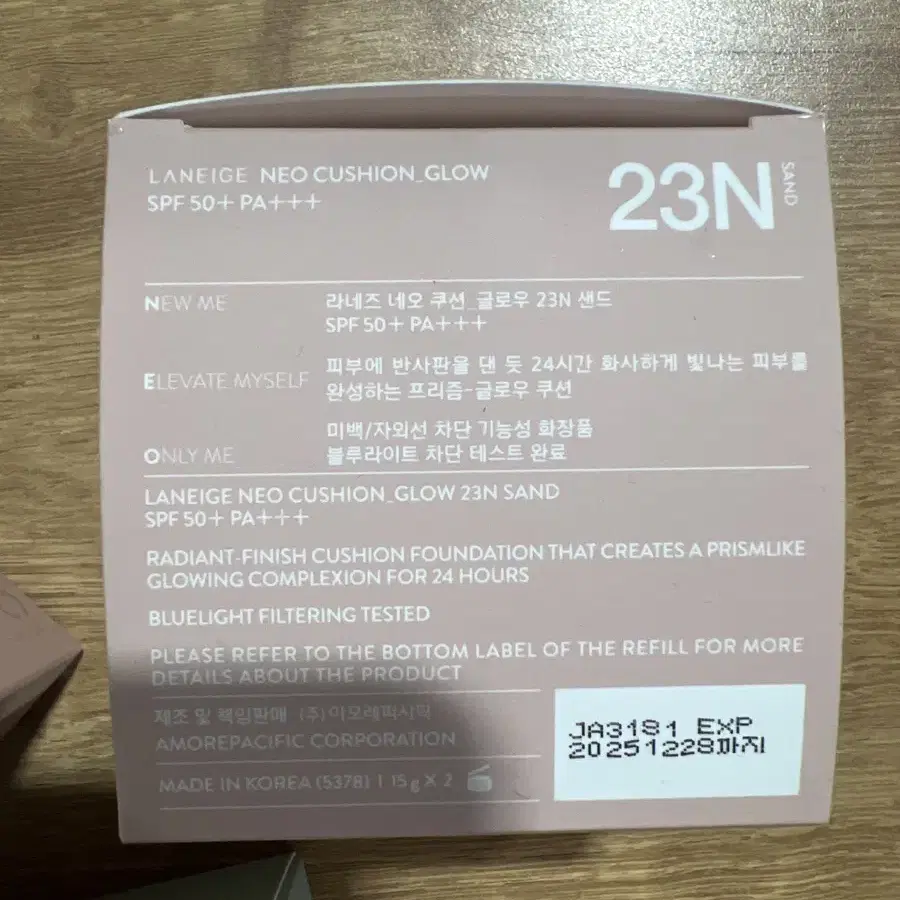 LANEIGE NEO CUSHION_GLOW
SPF 50+ PA+++
23N SAND
NEW ME
라네즈 네오 쿠션_글로우 23N 샌드
SPF 50+ PA+++
ELEVATE MYSELF
피부에 반사판을 댄 듯 24시간 화사하게 빛나는 피부를
완성하는 프리즘-글로우 쿠션
ONLY ME
미백/자외선 차단 기능성 화장품
블루라이트 차단 테스트 완료
LANEIGE NEO CUSHION_GLOW 23N SAND
SPF 50+ PA+++
RADIANT-FINISH CUSHION FOUNDATION THAT CREATES A PRISMLIKE
GLOWING COMPLEXION FOR 24 HOURS
BLUELIGHT FILTERING TESTED
PLEASE REFER TO THE BOTTOM LABEL OF THE REFILL FOR MORE
DETAILS ABOUT THE PRODUCT
제조 및 책임판매 (주)아모레퍼시픽
AMOREPACIFIC CORPORATION
MADE IN KOREA (5378) | 15g X 2
JA31S1 EXP
20251228까지